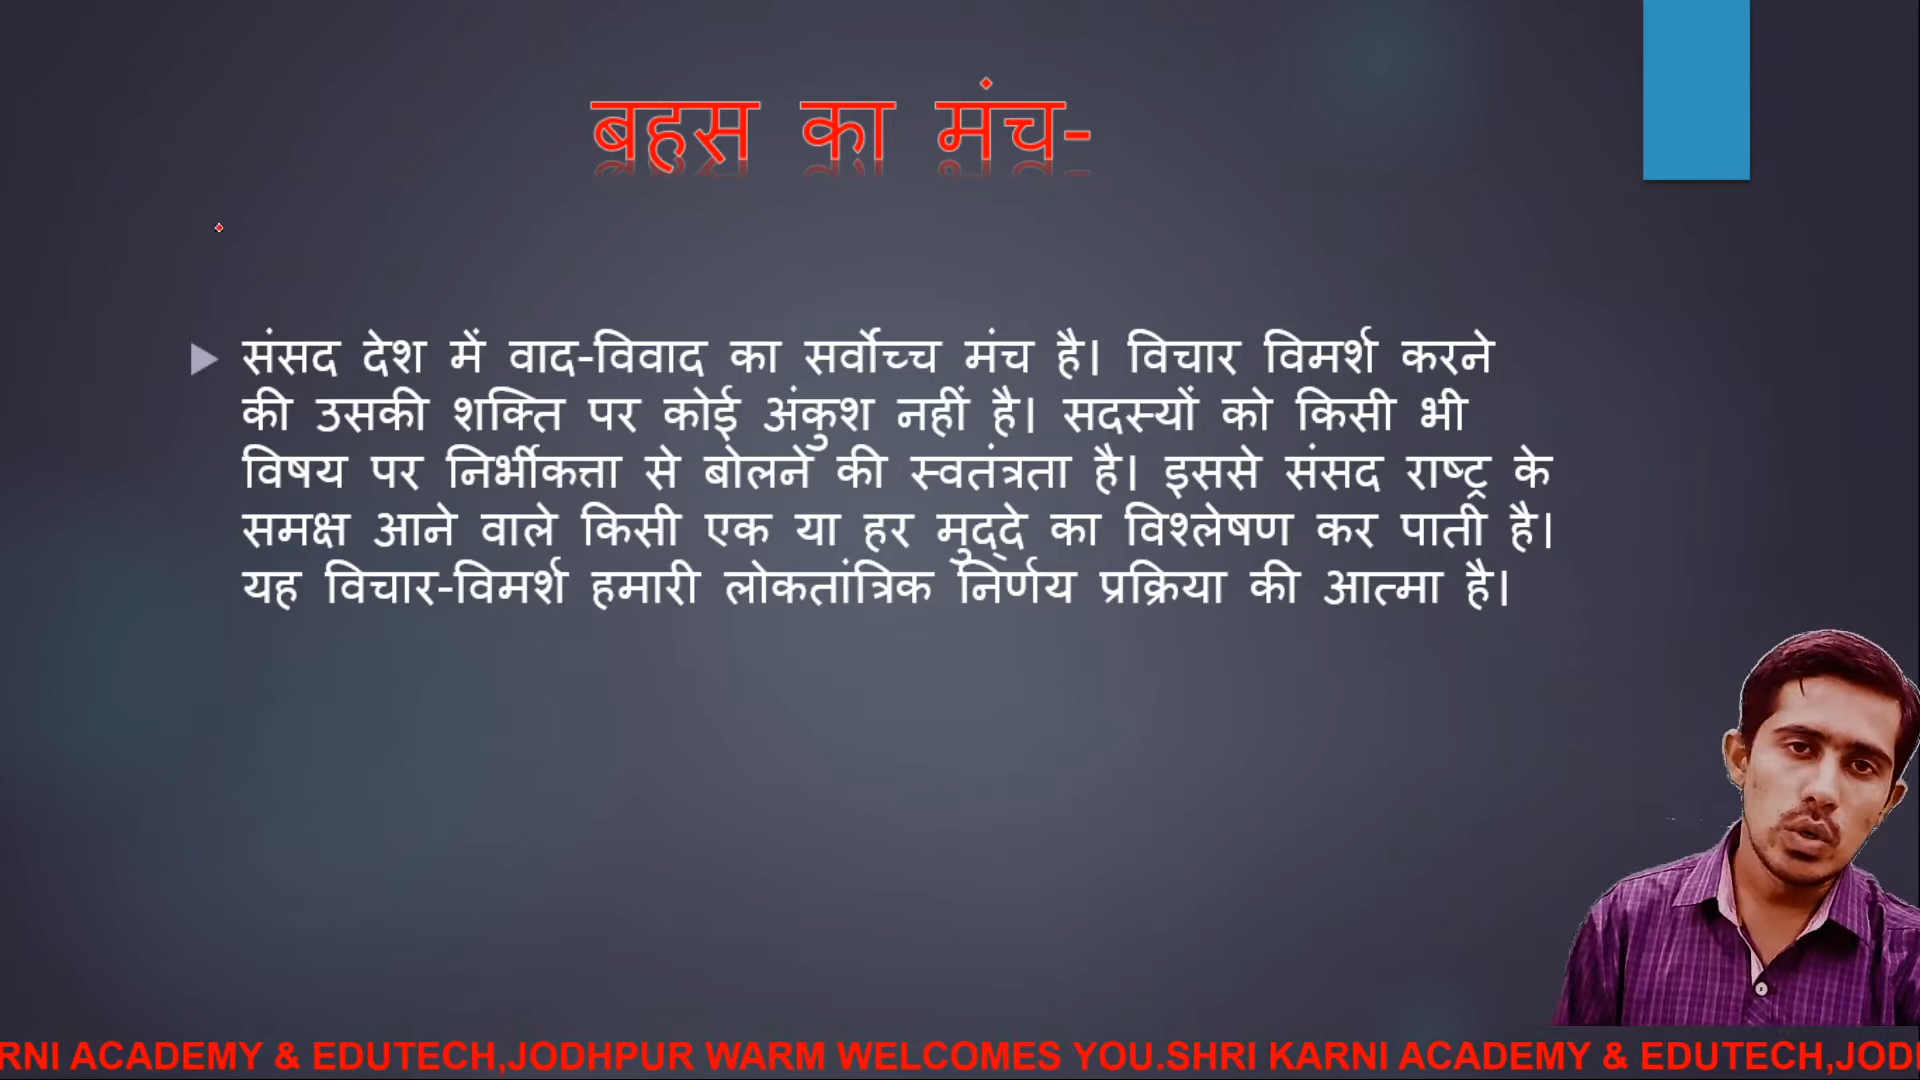 बहस का मंच-
संसद देश में वाद-विवाद का सर्वोच्च मंच है। विचार विमर्श करने
की उसकी शक्ति पर कोई अंकुश नहीं है। सदस्यों को किसी भी
विषय पर निर्भीकत्ता से बोलने की स्वतंत्रता है। इससे संसद राष्ट्र के
समक्ष आने वाले किसी एक या हर मुद्‌दे का विश्लेषण कर पाती है।
यह विचार-विमर्श हमारी लोकतांत्रिक निर्णय प्रक्रिया की आत्मा है।
RNI ACADEMY & EDUTECH,JODHPUR WARM WELCOMES YOU.SHRI KARNI ACADEMY & EDUTECH,JOD